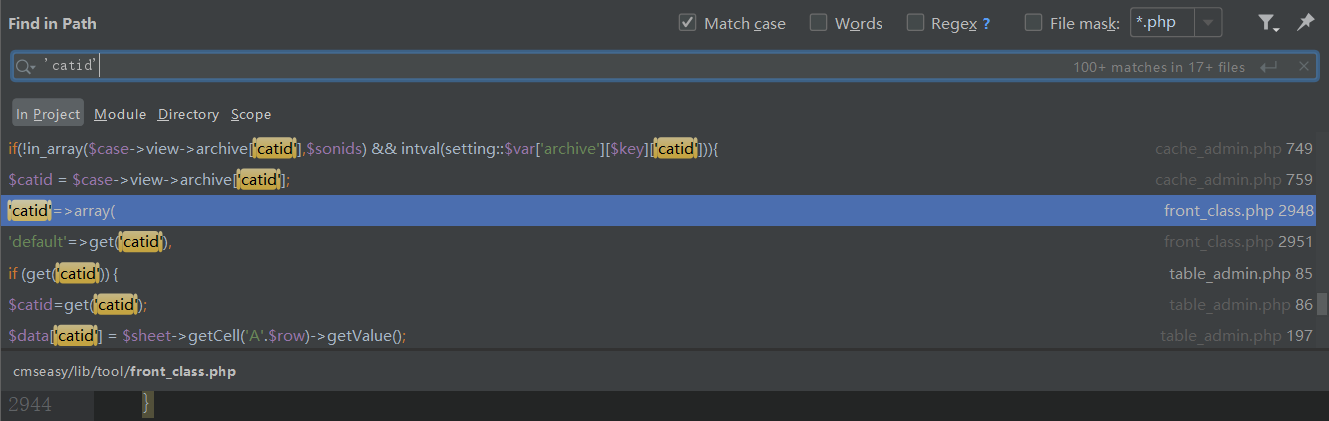 Find in Path Match case Words Regex ? File mask: *.php
'catid' 100+ matches in 17+ files
In Project Module Directory Scope
if(!in_array($case->view->archive['catid'],$sonids) && intval(setting::$var['archive'][$key]['catid'])){ cache_admin.php 749
$catid = $case->view->archive['catid']; cache_admin.php 759
'catid'=>array( front_class.php 2948
'default'=>get('catid'), front_class.php 2951
if (get('catid')) { table_admin.php 85
$catid=get('catid'); table_admin.php 86
$data['catid'] = $sheet->getCell('A'.$row)->getValue(); table_admin.php 197
cmseasy/lib/tool/front_class.php
2944 }